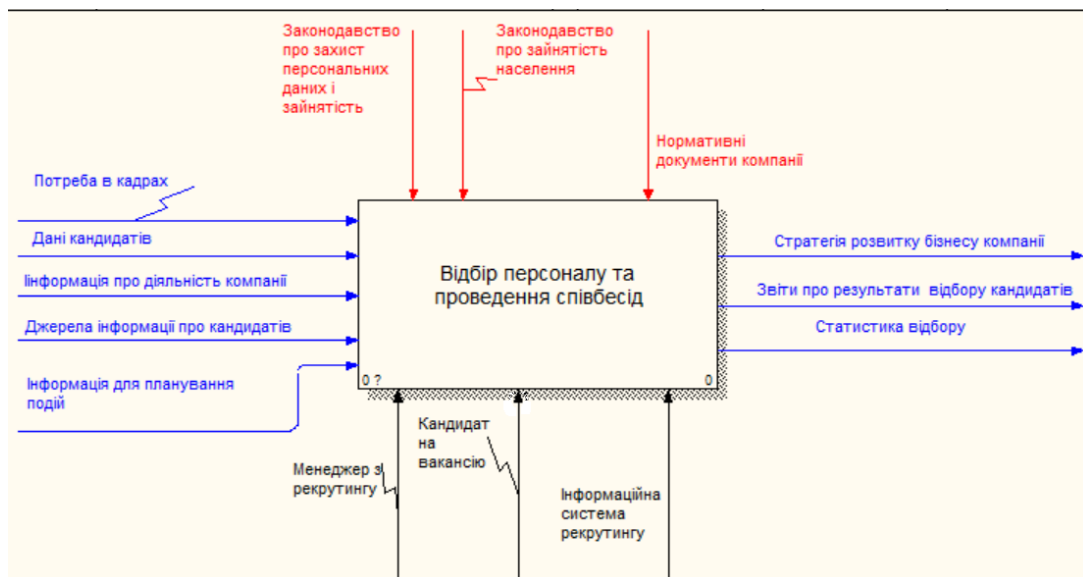 Законодавство
про захист
персональних
даних і
зайнятість
Законодавство
про зайнятість
населення
Нормативні
документи компанії
Потреба в кадрах
Дані кандидатів
Іінформація про діяльність компанії
Джерела інформації про кандидатів
Інформація для планування
подій
Відбір персоналу та
проведення співбесід
0 ?
0
Стратегія розвитку бізнесу компанії
Звіти про результати відбору кандидатів
Статистика відбору
Менеджер з
рекрутингу
Кандидат
на
вакансію
Інформаційна
система
рекрутингу